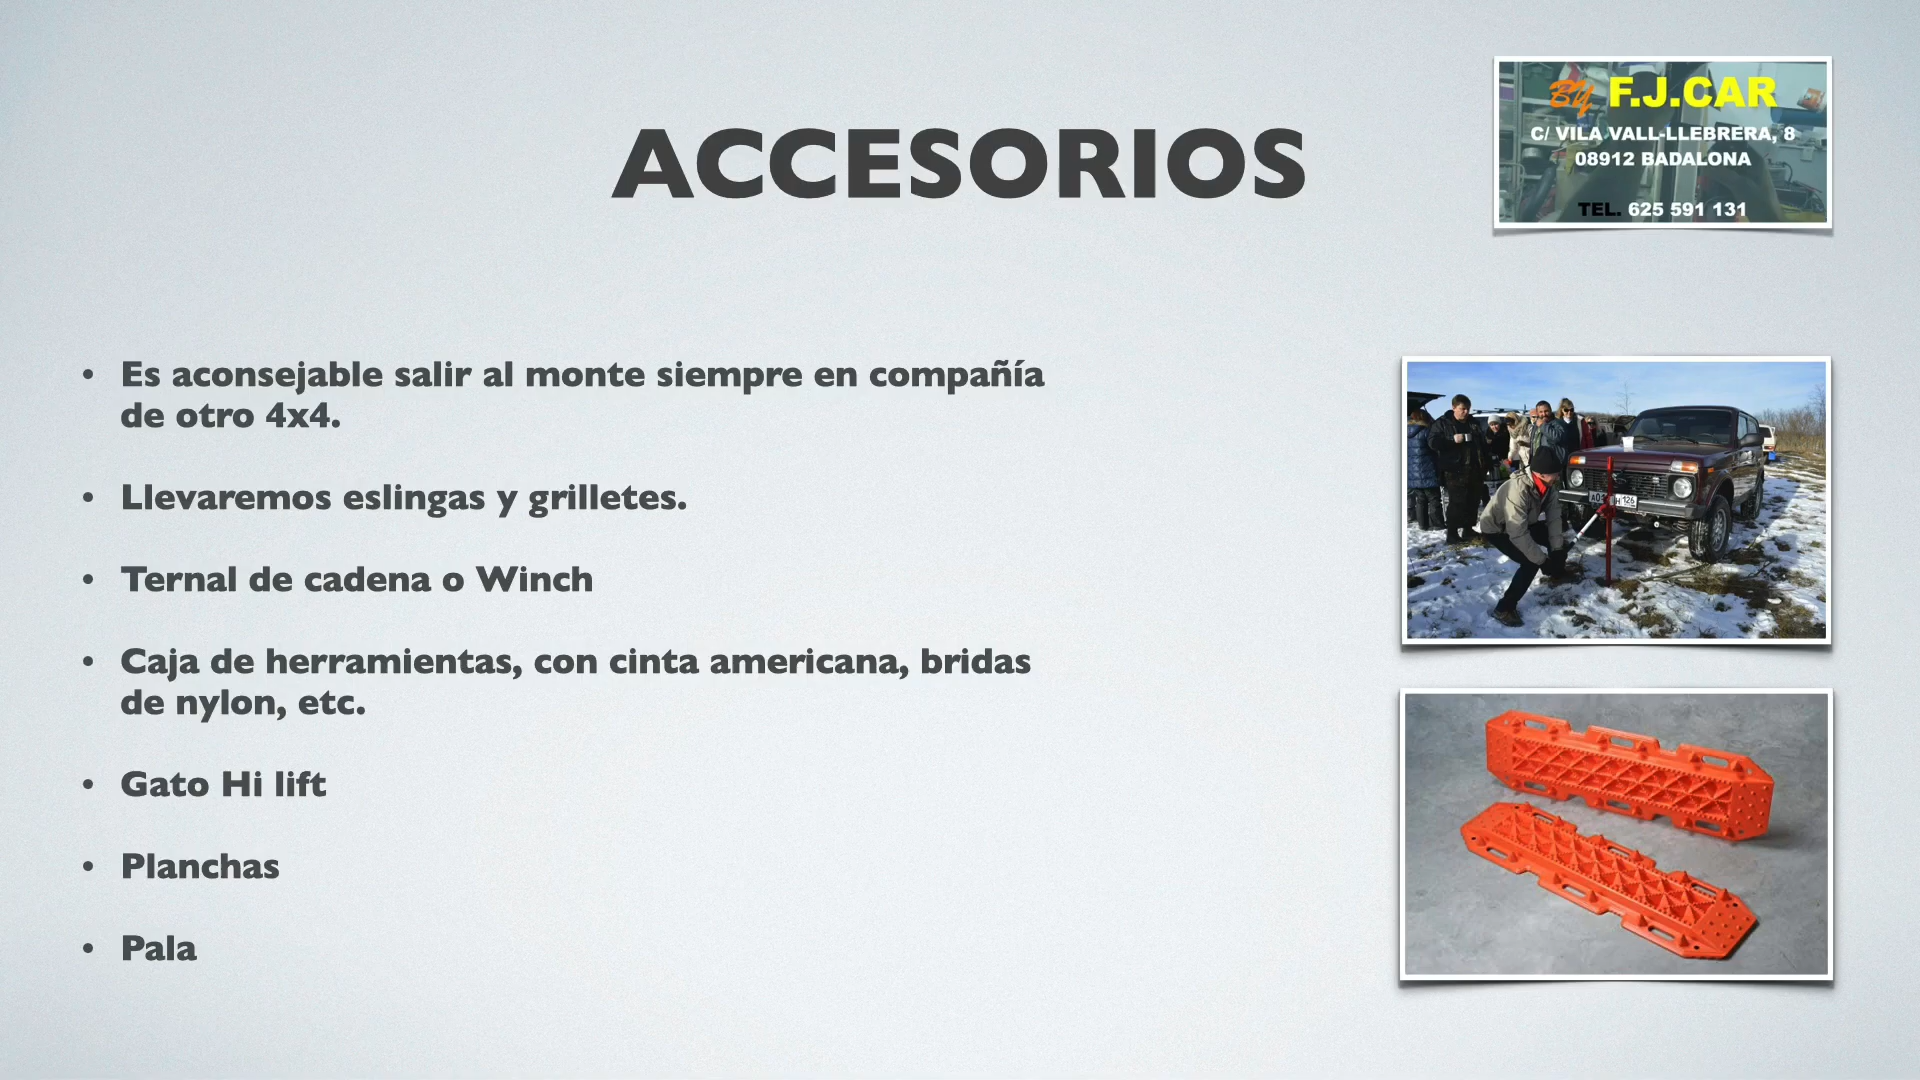 BY F.J.CAR
C/ VILA VALL-LLEBRERA, 8
08912 BADALONA
TEL. 625 591 131
ACCESORIOS
• Es aconsejable salir al monte siempre en compañía
de otro 4x4.
• Llevaremos eslingas y grilletes.
• Ternal de cadena o Winch
• Caja de herramientas, con cinta americana, bridas
de nylon, etc.
• Gato Hi lift
• Planchas
• Pala